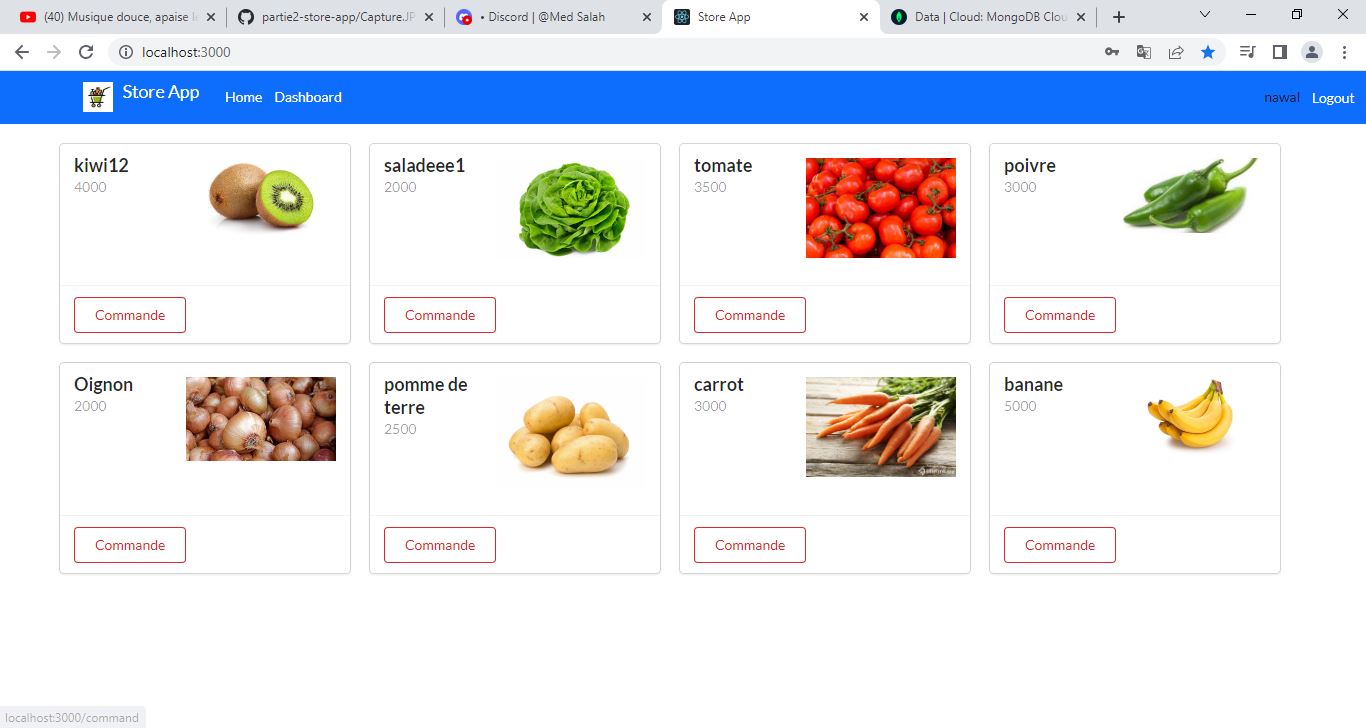 (40) Musique douce, apaise l
partie2-store-app/Capture.JP
• Discord | @Med Salah
Store App
Data | Cloud: MongoDB Clou
localhost:3000
Store App
Home
Dashboard
nawal
Logout
kiwi12
4000
Commande
saladeee1
2000
Commande
tomate
3500
Commande
poivre
3000
Commande
Oignon
2000
Commande
pomme de
terre
2500
Commande
carrot
3000
Commande
banane
5000
Commande
localhost:3000/command